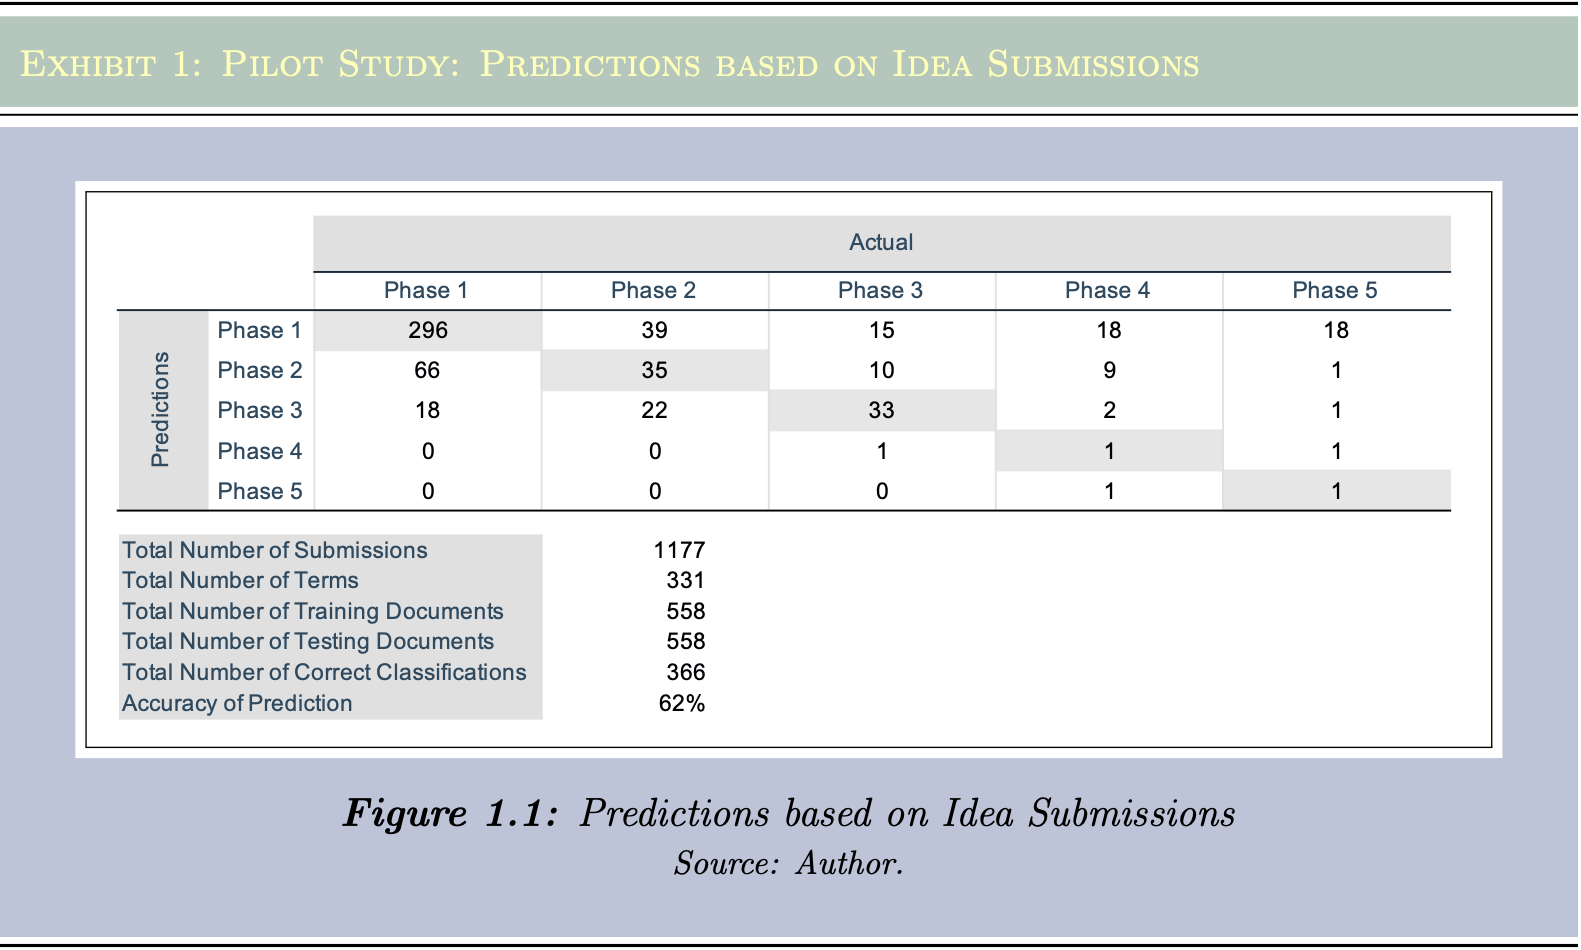 Exhibit 1: Pilot Study: Predictions based on Idea Submissions
Actual
Phase 1 Phase 2 Phase 3 Phase 4 Phase 5
Predictions
Phase 1 296 39 15 18 18
Phase 2 66 35 10 9 1
Phase 3 18 22 33 2 1
Phase 4 0 0 1 1 1
Phase 5 0 0 0 1 1
Total Number of Submissions 1177
Total Number of Terms 331
Total Number of Training Documents 558
Total Number of Testing Documents 558
Total Number of Correct Classifications 366
Accuracy of Prediction 62%
Figure 1.1: Predictions based on Idea Submissions
Source: Author.